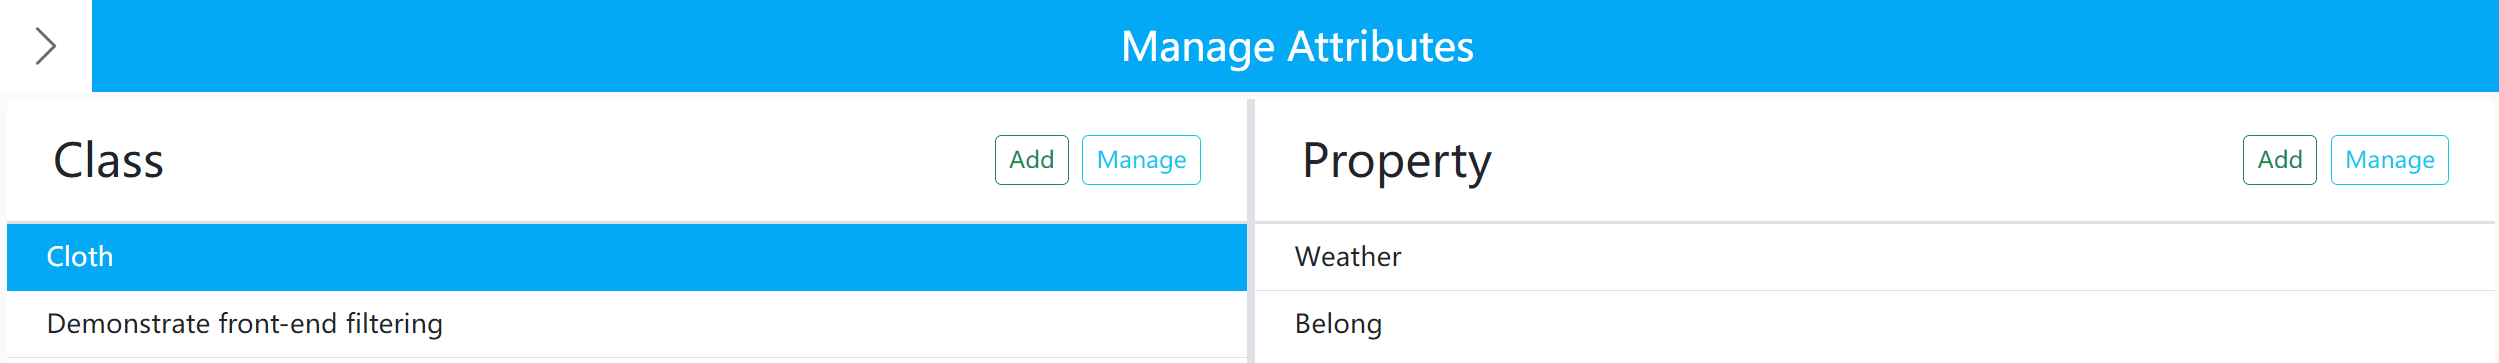 Manage Attributes
Class
Add
Manage
Cloth
Demonstrate front-end filtering
Property
Add
Manage
Weather
Belong